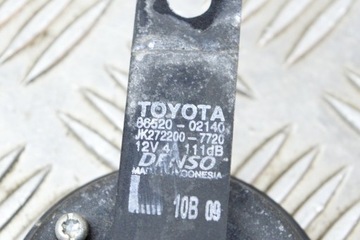 TOYOTA
86520-02140
JK272200-7720
12V 4A 111dB
DENSO
MADE IN INDONESIA
10B 09